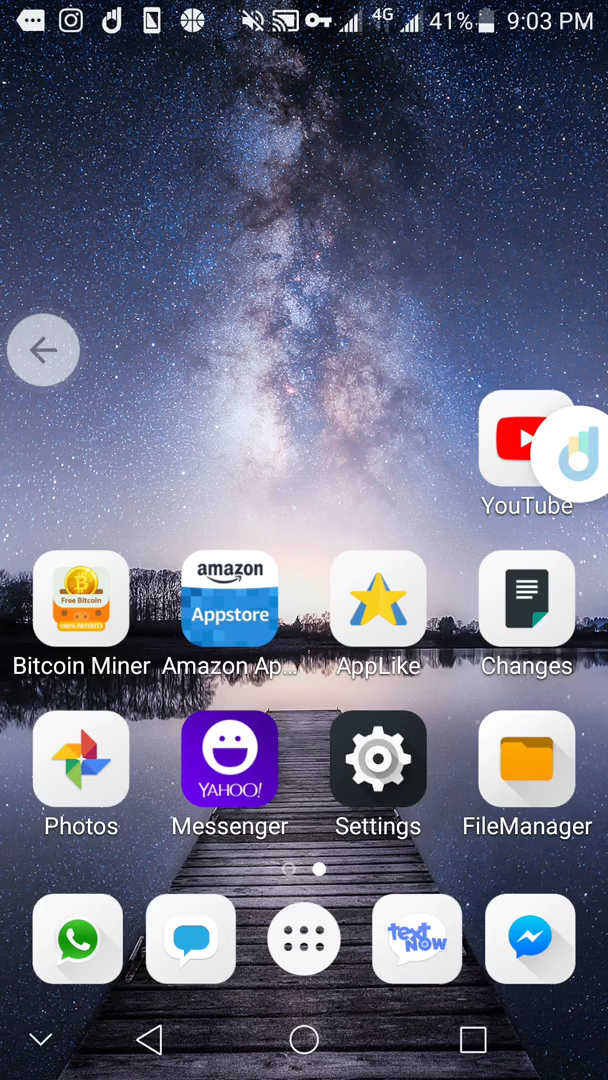 4G 41% 9:03 PM
YouTube
Free Bitcoin
100% PAYOUTS
amazon
Appstore
Bitcoin Miner Amazon Ap... AppLike Changes
YAHOO!
Photos Messenger Settings FileManager
text
NOW